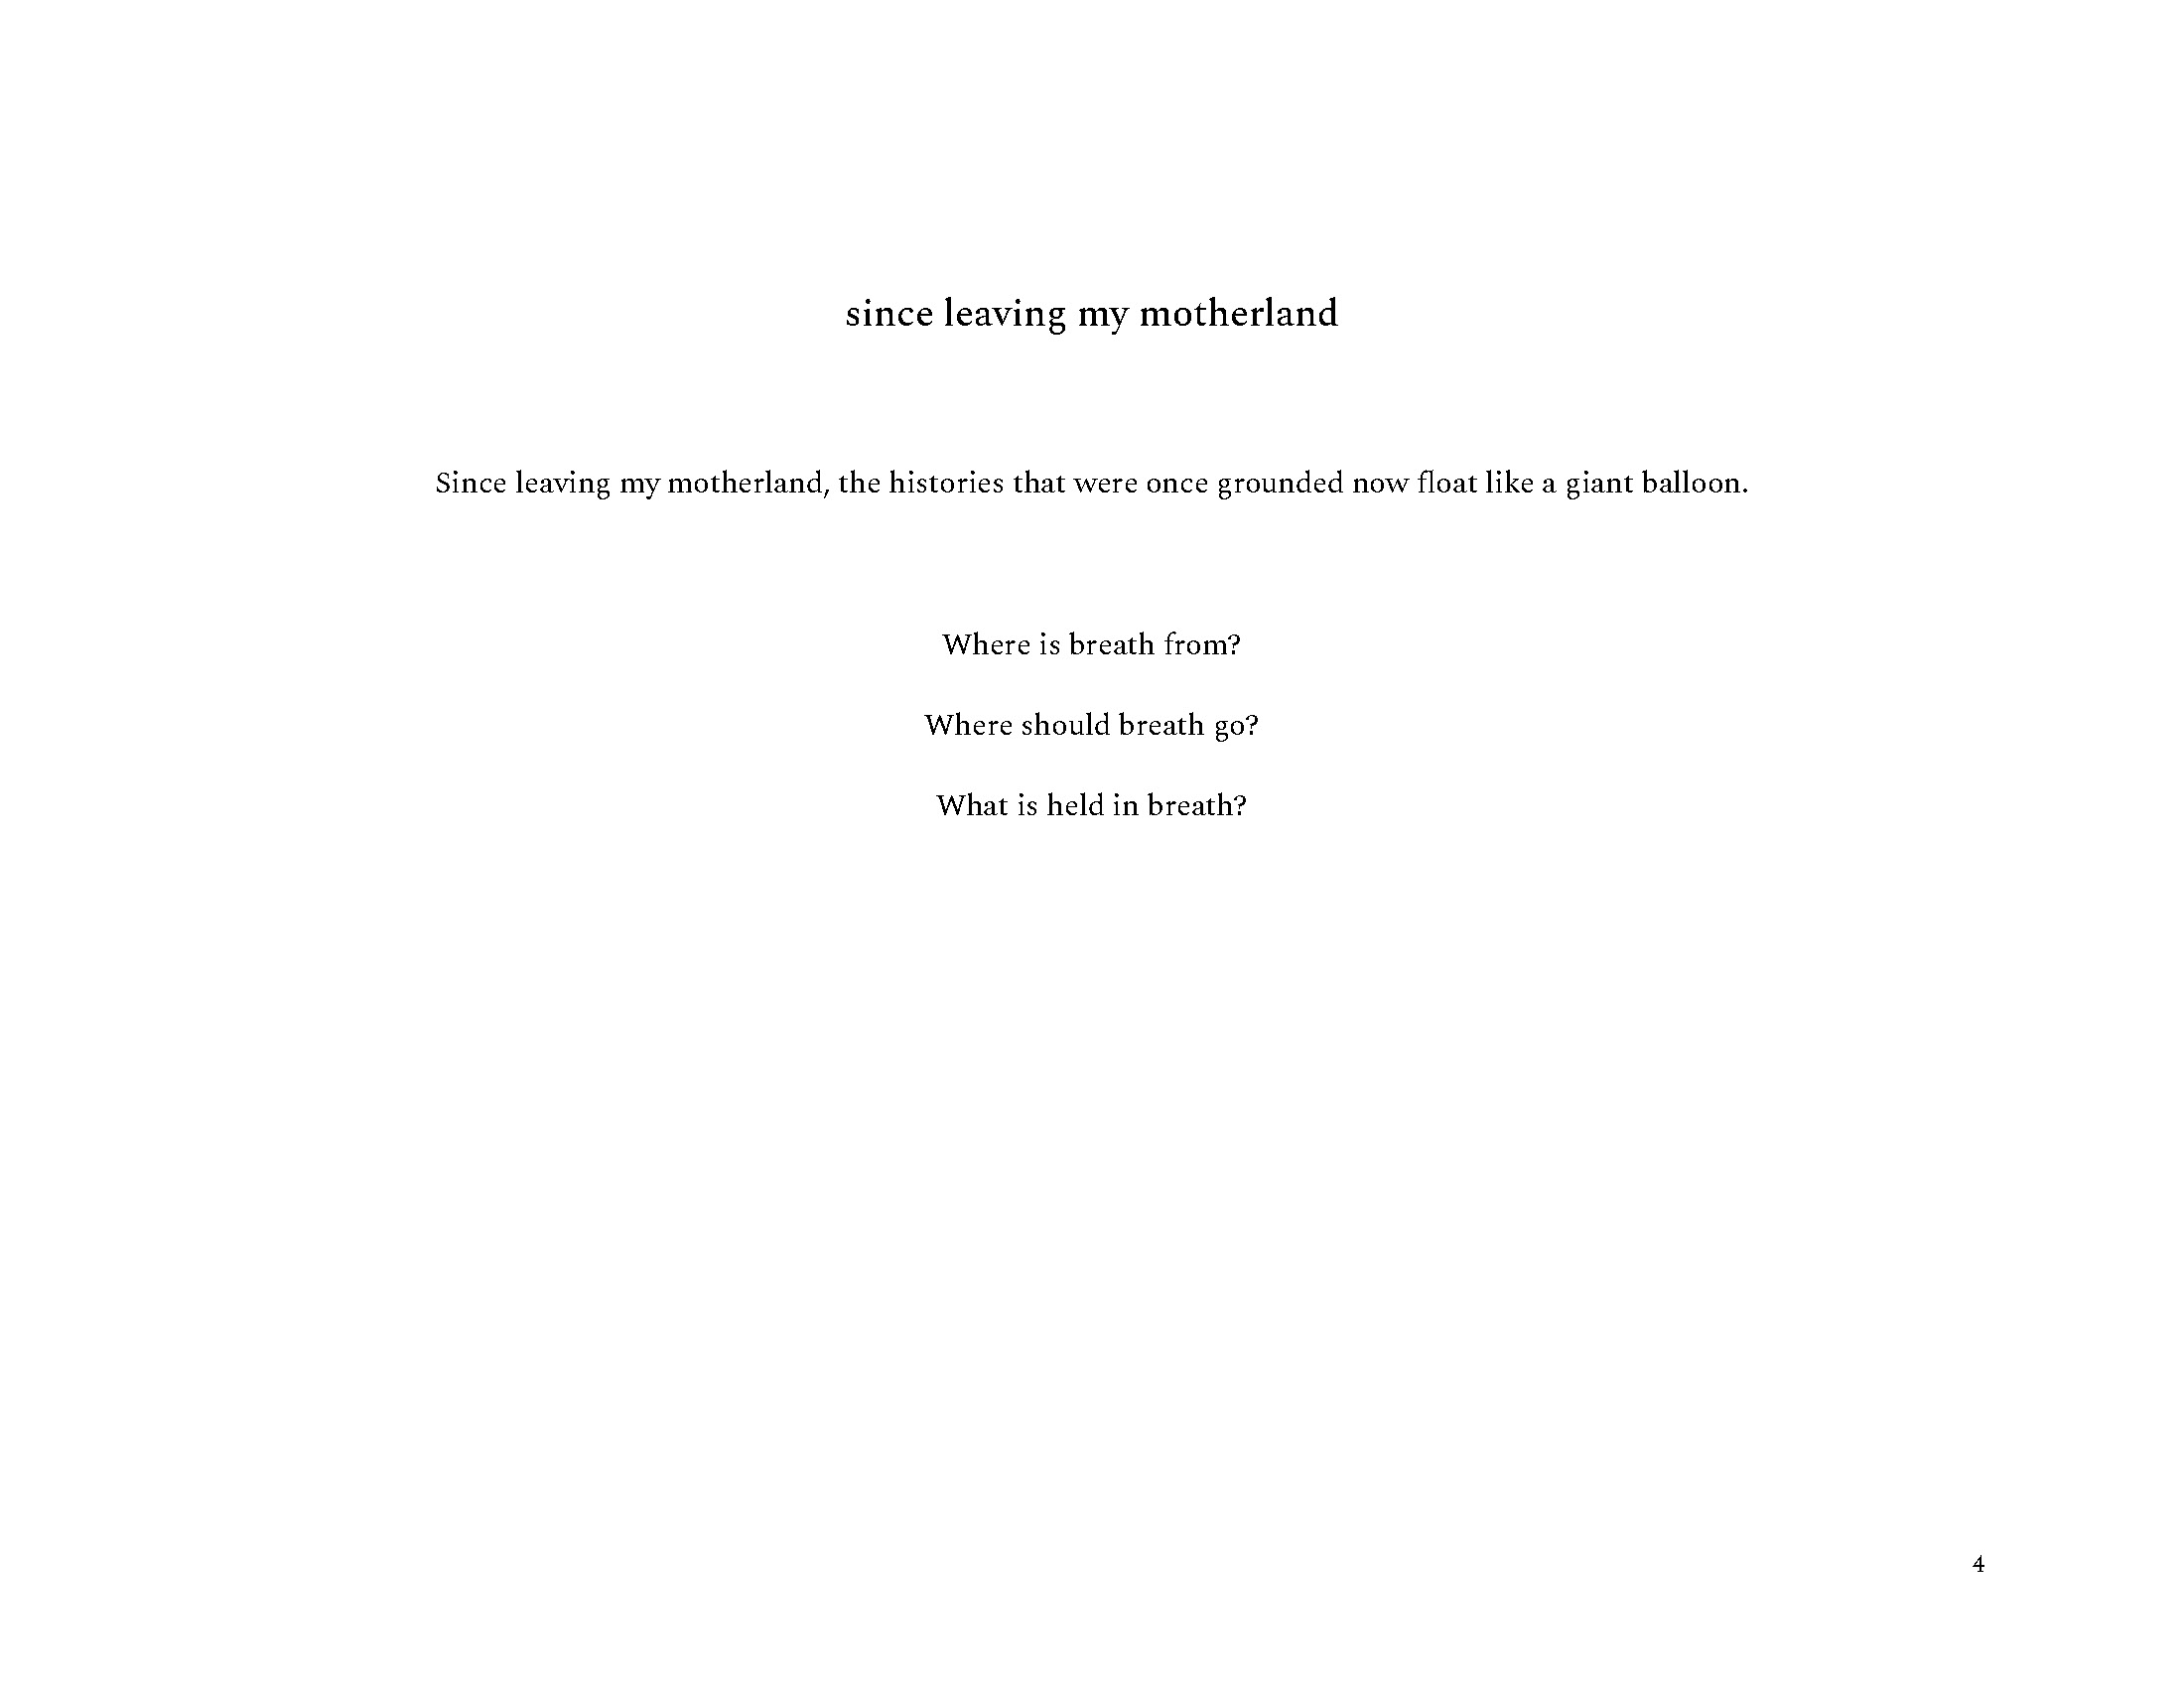 since leaving my motherland
Since leaving my motherland, the histories that were once grounded now float like a giant balloon.
Where is breath from?
Where should breath go?
What is held in breath?
4